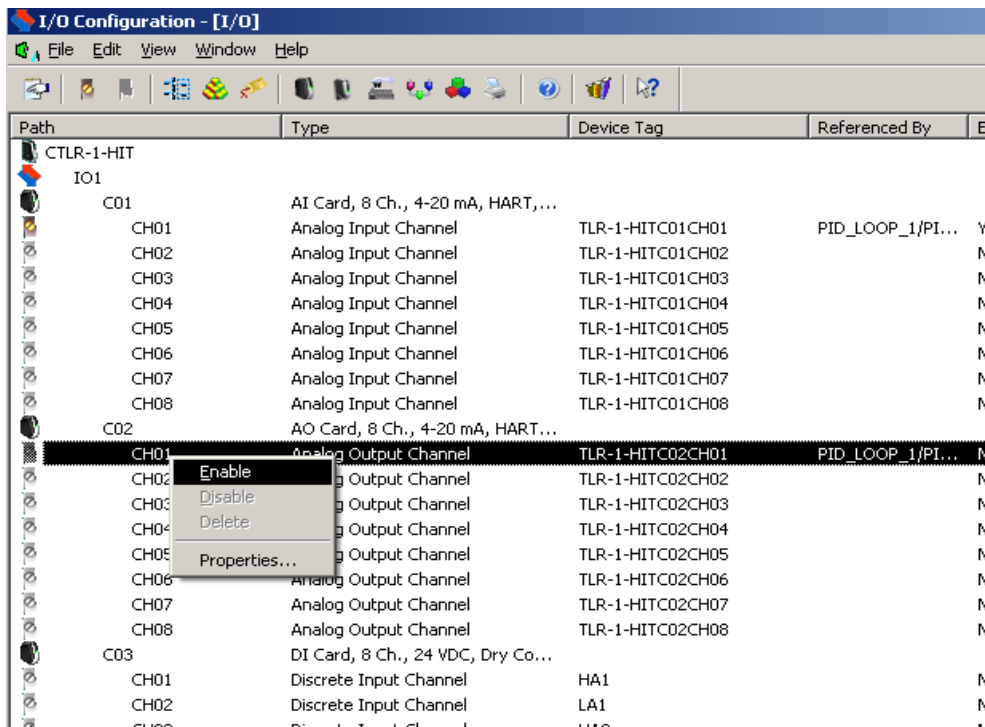 I/O Configuration - [I/O]
File Edit View Window Help
Path Type Device Tag Referenced By
CTLR-1-HIT
IO1
C01 AI Card, 8 Ch., 4-20 mA, HART,...
CH01 Analog Input Channel TLR-1-HITC01CH01 PID_LOOP_1/PI... Y
CH02 Analog Input Channel TLR-1-HITC01CH02 N
CH03 Analog Input Channel TLR-1-HITC01CH03 N
CH04 Analog Input Channel TLR-1-HITC01CH04 N
CH05 Analog Input Channel TLR-1-HITC01CH05 N
CH06 Analog Input Channel TLR-1-HITC01CH06 N
CH07 Analog Input Channel TLR-1-HITC01CH07 N
CH08 Analog Input Channel TLR-1-HITC01CH08 N
C02 AO Card, 8 Ch., 4-20 mA, HART...
CH01 Analog Output Channel TLR-1-HITC02CH01 PID_LOOP_1/PI... N
Enable
Disable
Delete
Properties...
CH02 Output Channel TLR-1-HITC02CH02 N
CH03 Output Channel TLR-1-HITC02CH03 N
CH04 Output Channel TLR-1-HITC02CH04 N
CH05 Output Channel TLR-1-HITC02CH05 N
CH06 Analog Output Channel TLR-1-HITC02CH06 N
CH07 Analog Output Channel TLR-1-HITC02CH07 N
CH08 Analog Output Channel TLR-1-HITC02CH08 N
C03 DI Card, 8 Ch., 24 VDC, Dry Co...
CH01 Discrete Input Channel HA1 N
CH02 Discrete Input Channel LA1 N